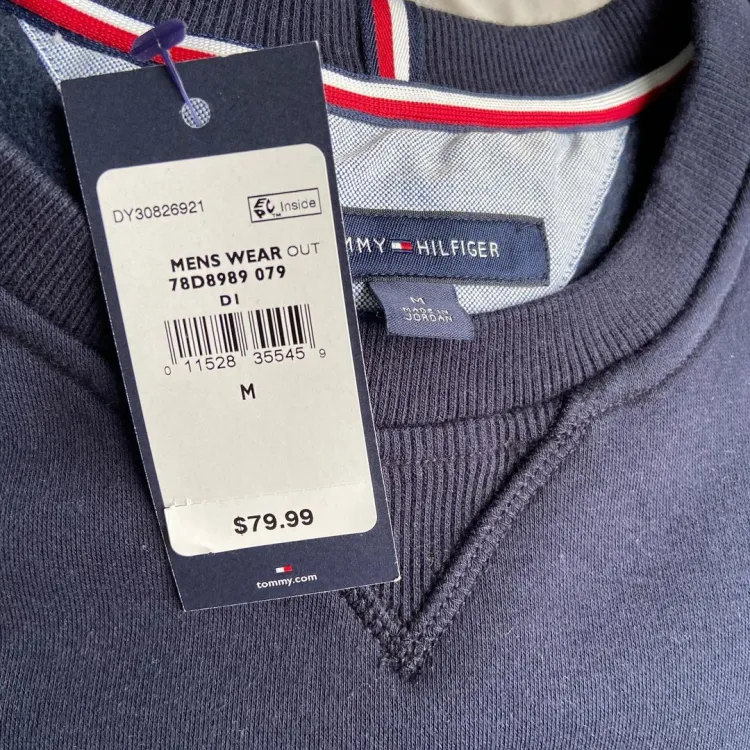 DY30826921
EPC™ Inside
MENS WEAR OUT
78D8989 079
DI
0 11528 35545 9
M
$79.99
tommy.com
MMY HILFIGER
M
MADE IN
JORDAN